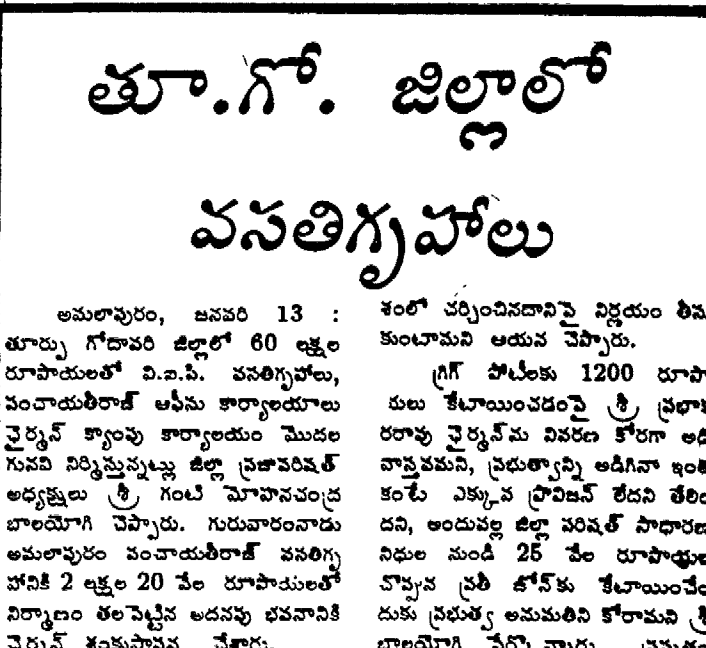 తూ.గో. జిల్లాలో
వసతిగృహాలు
అమలాపురం, జనవరి 13 :
తూర్పు గోదావరి జిల్లాలో 60 లక్షల
రూపాయలతో వి.ఐ.పి. వసతిగృహాలు,
పంచాయతీరాజ్ ఆఫీసు కార్యాలయాలు
ఛైర్మన్ క్యాంపు కార్యాలయం మొదల
గునవి నిర్మిస్తున్నట్లు జిల్లా ప్రజాపరిషత్
అధ్యక్షులు శ్రీ గంటి మోహనచంద్ర
బాలయోగి చెప్పారు. గురువారంనాడు
అమలాపురం పంచాయతీరాజ్ వసతిగృ
హానికి 2 లక్షల 20 వేల రూపాయలతో
నిర్మాణం తలపెట్టిన అదనపు భవనానికి
ఛైర్మన్ శంకుస్థాపన చేశారు.
శంలో చర్చించినదానిపై నిర్ణయం తీసు
కుంటామని ఆయన చెప్పారు.
గ్రిగ్ పోటీలకు 1200 రూపా
యలు కేటాయించడంపై శ్రీ ప్రభాక
రరావు ఛైర్మన్‌ను వివరణ కోరగా అది
వాస్తవమని, ప్రభుత్వాన్ని అడిగినా ఇంత
కంటే ఎక్కువ ప్రొవిజన్ లేదని తేలిం
దని, అందువల్ల జిల్లా పరిషత్ సాధారణ
నిధుల నుండి 25 వేల రూపాయల
చొప్పున ప్రతీ జోన్‌కు కేటాయించేం
దుకు ప్రభుత్వ అనుమతిని కోరామని శ్రీ
బాలయోగి పేర్కొన్నారు.